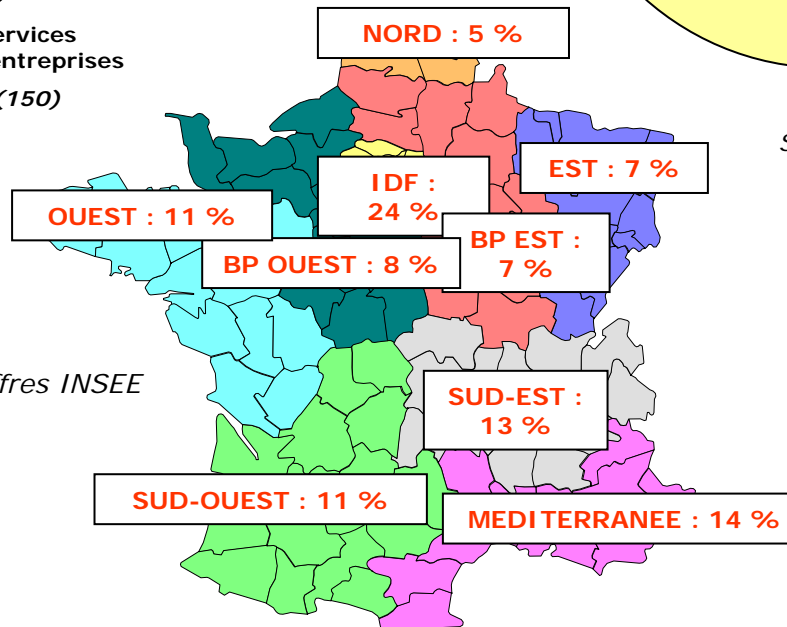 ervices
entreprises
(150)
NORD : 5 %
EST : 7 %
IDF :
24 %
OUEST : 11 %
BP EST :
7 %
BP OUEST : 8 %
ffres INSEE
SUD-EST :
13 %
SUD-OUEST : 11 %
MEDITERRANEE : 14 %